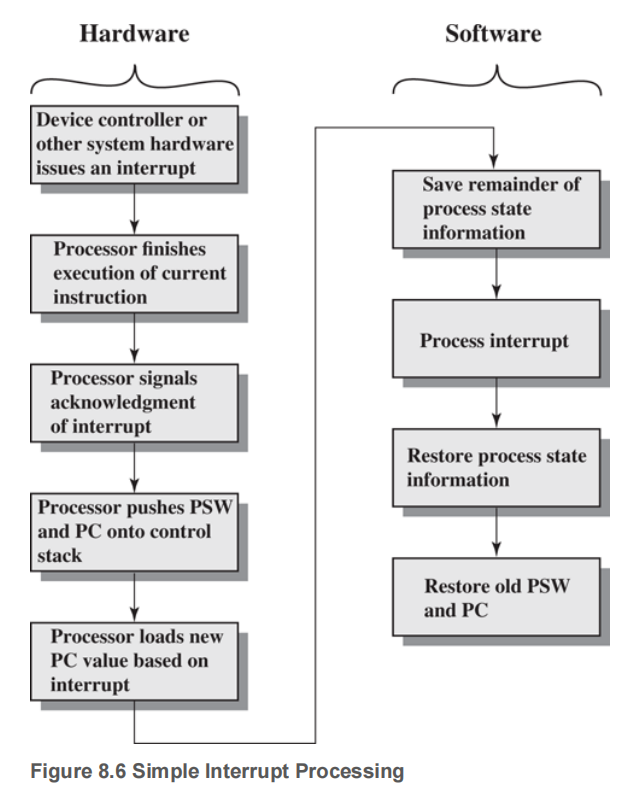 Hardware
Device controller or
other system hardware
issues an interrupt
Processor finishes
execution of current
instruction
Processor signals
acknowledgment
of interrupt
Processor pushes PSW
and PC onto control
stack
Processor loads new
PC value based on
interrupt
Software
Save remainder of
process state
information
Process interrupt
Restore process state
information
Restore old PSW
and PC
Figure 8.6 Simple Interrupt Processing